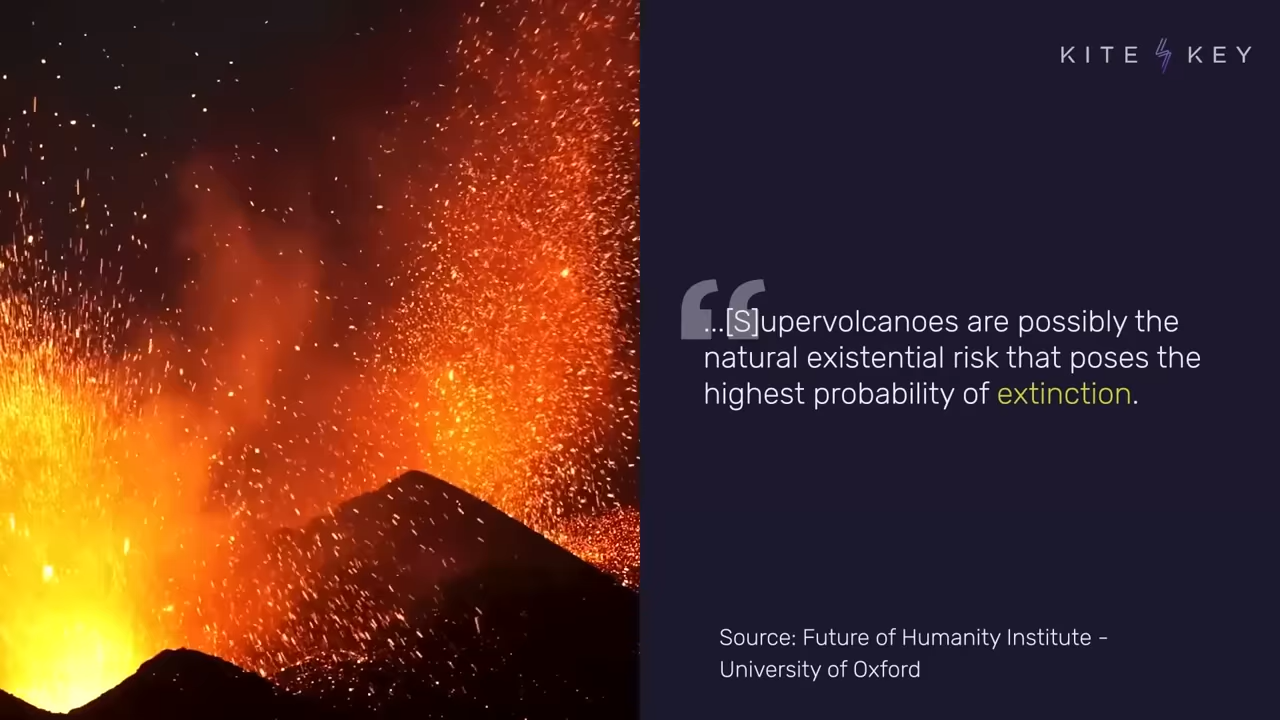 KITE KEY
...[S]upervolcanoes are possibly the
natural existential risk that poses the
highest probability of extinction.
Source: Future of Humanity Institute -
University of Oxford